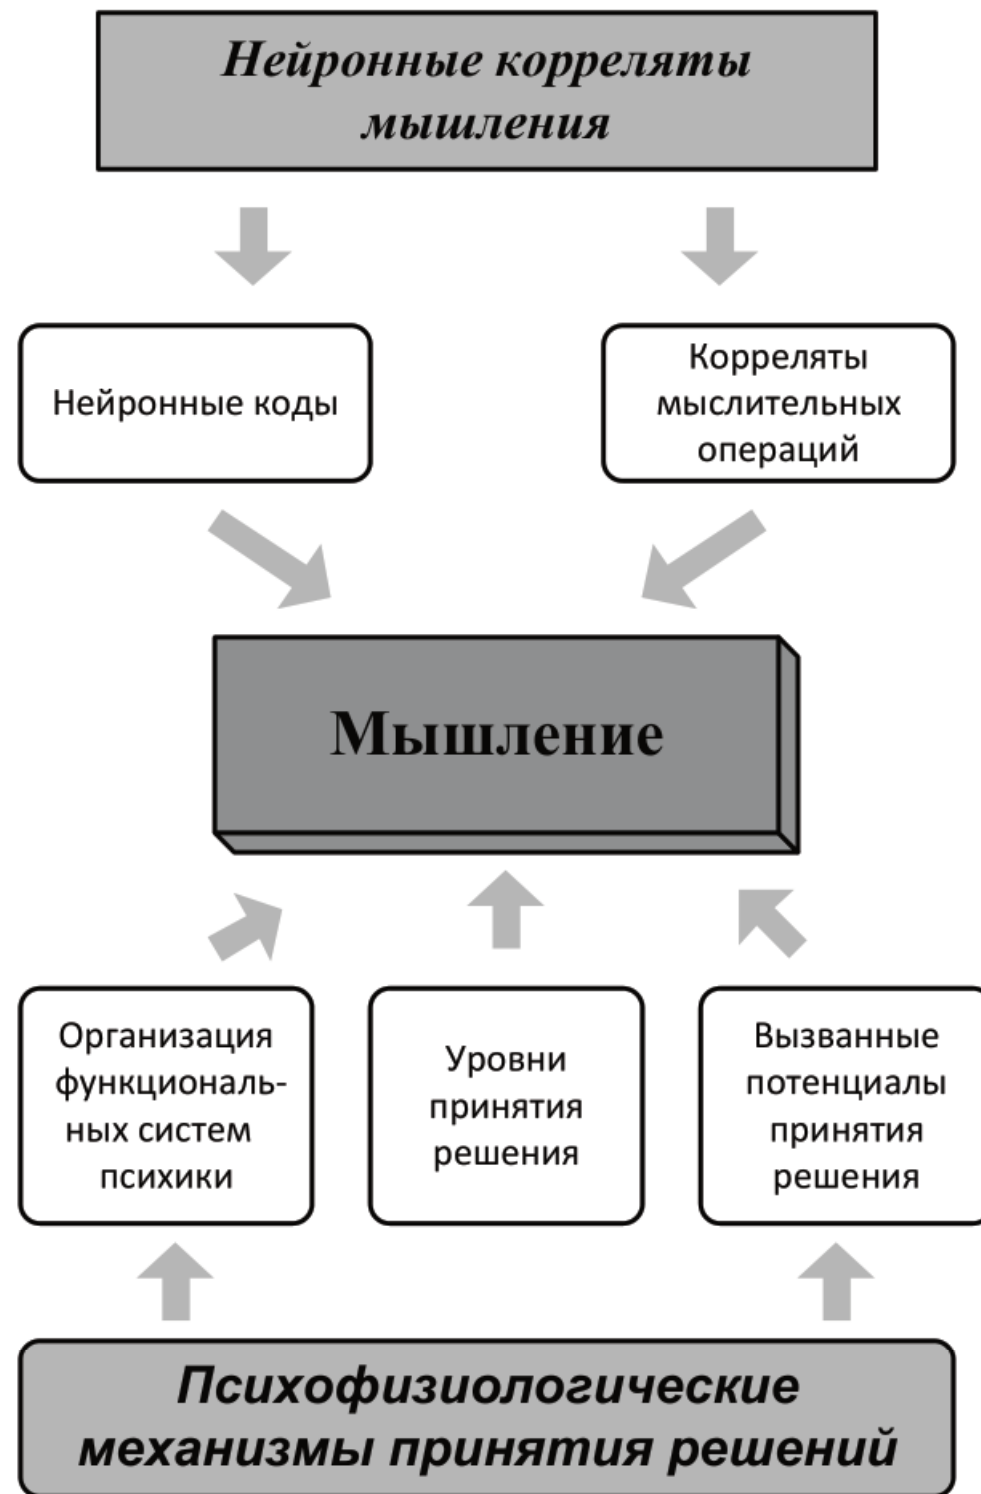 Нейронные корреляты
мышления
Нейронные коды
Корреляты
мыслительных
операций
Мышление
Организация
функциональ-
ных систем
психики
Уровни
принятия
решения
Вызванные
потенциалы
принятия
решения
Психофизиологические
механизмы принятия решений